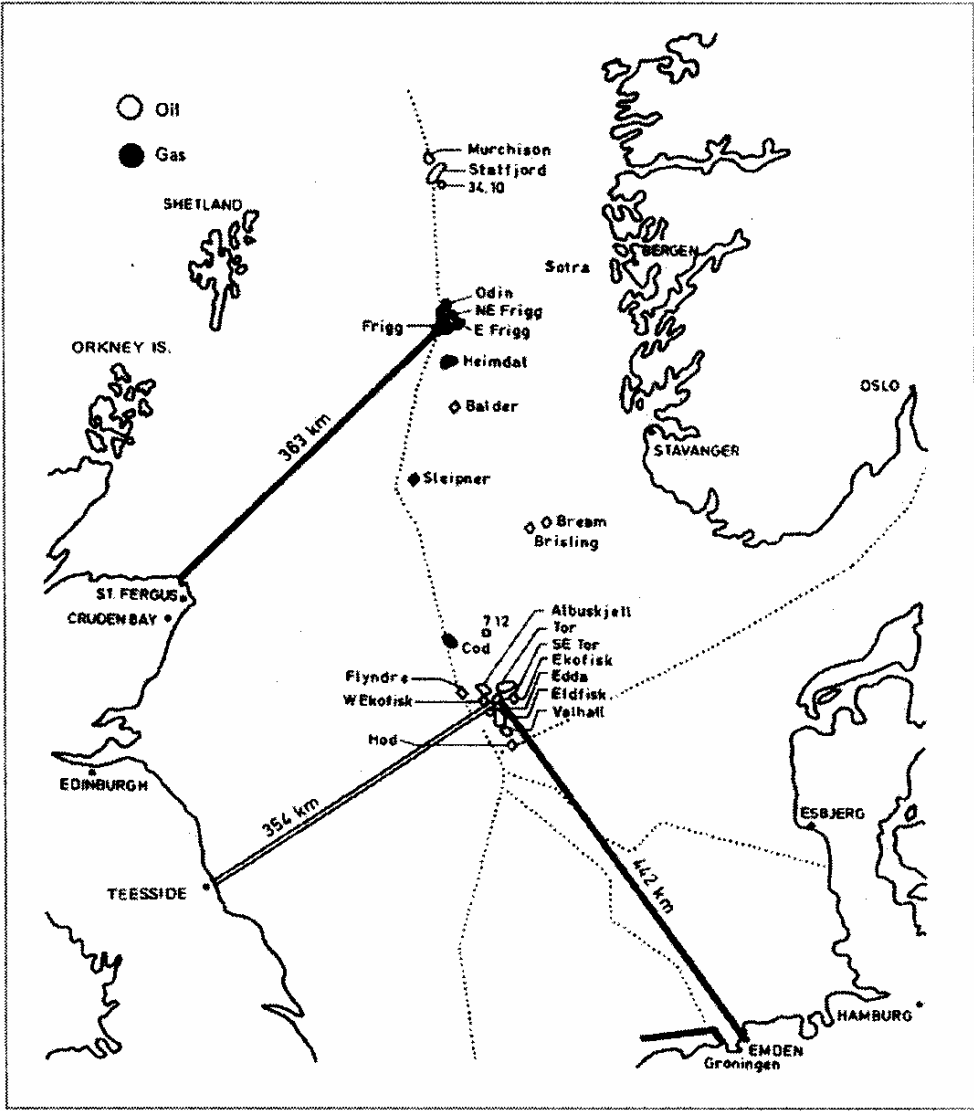 Oil
Gas
Murchison
Statfjord
34.10
SHETLAND
BERGEN
Sotra
Odin
NE Frigg
Frigg
E Frigg
ORKNEY IS.
Heimdal
OSLO
Balder
363 km
STAVANGER
Sleipner
Bream
Brisling
ST. FERGUS
CRUDEN BAY
Albuskjell
7 12
Tor
Cod
SE Tor
Ekofisk
Flyndre
Edda
W Ekofisk
Eldfisk
Valhall
Hod
EDINBURGH
354 km
ESBJERG
TEESSIDE
442 km
HAMBURG
EMDEN
Groningen